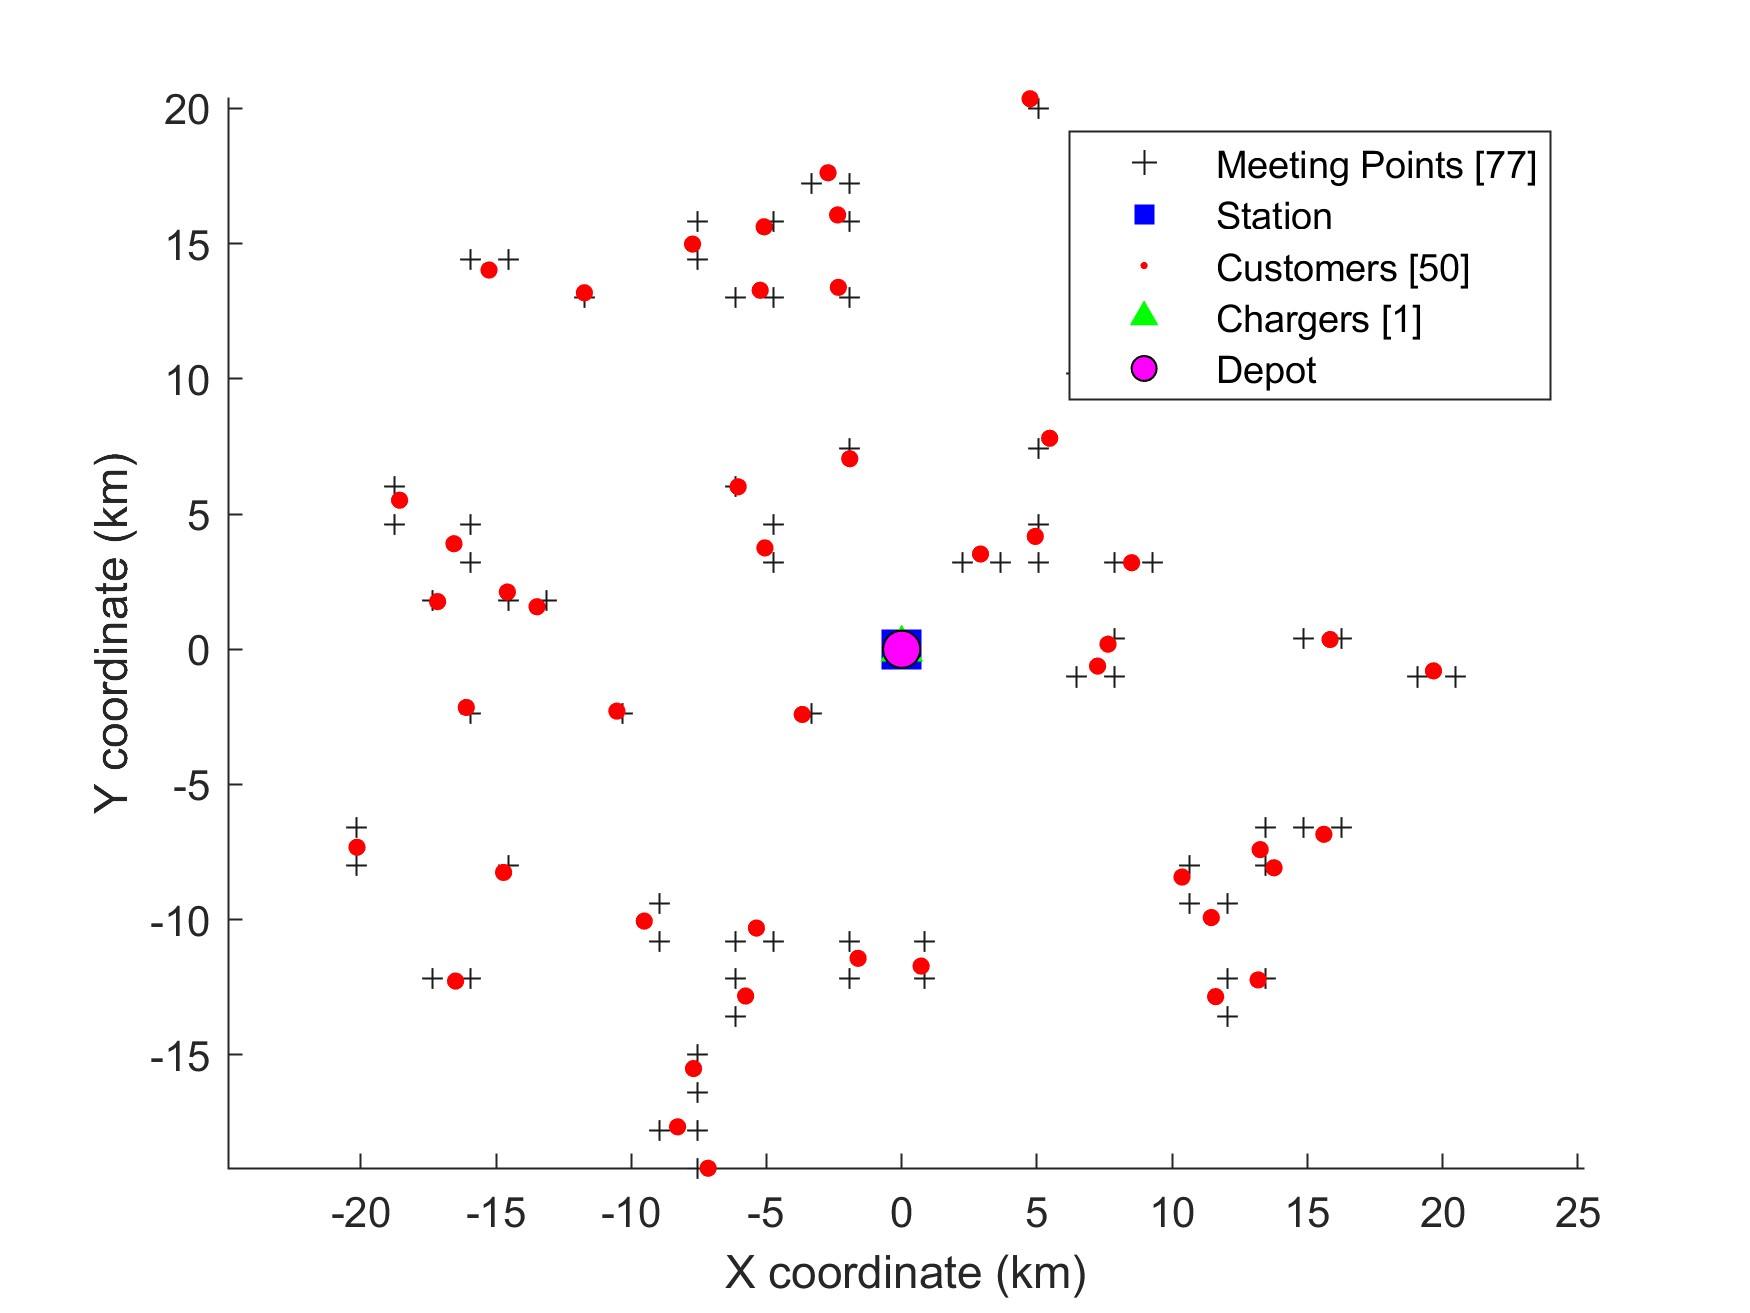 20
15
10
5
0
-5
-10
-15
Y coordinate (km)
Meeting Points [77]
Station
Customers [50]
Chargers [1]
Depot
-20 -15 -10 -5 0 5 10 15 20 25
X coordinate (km)